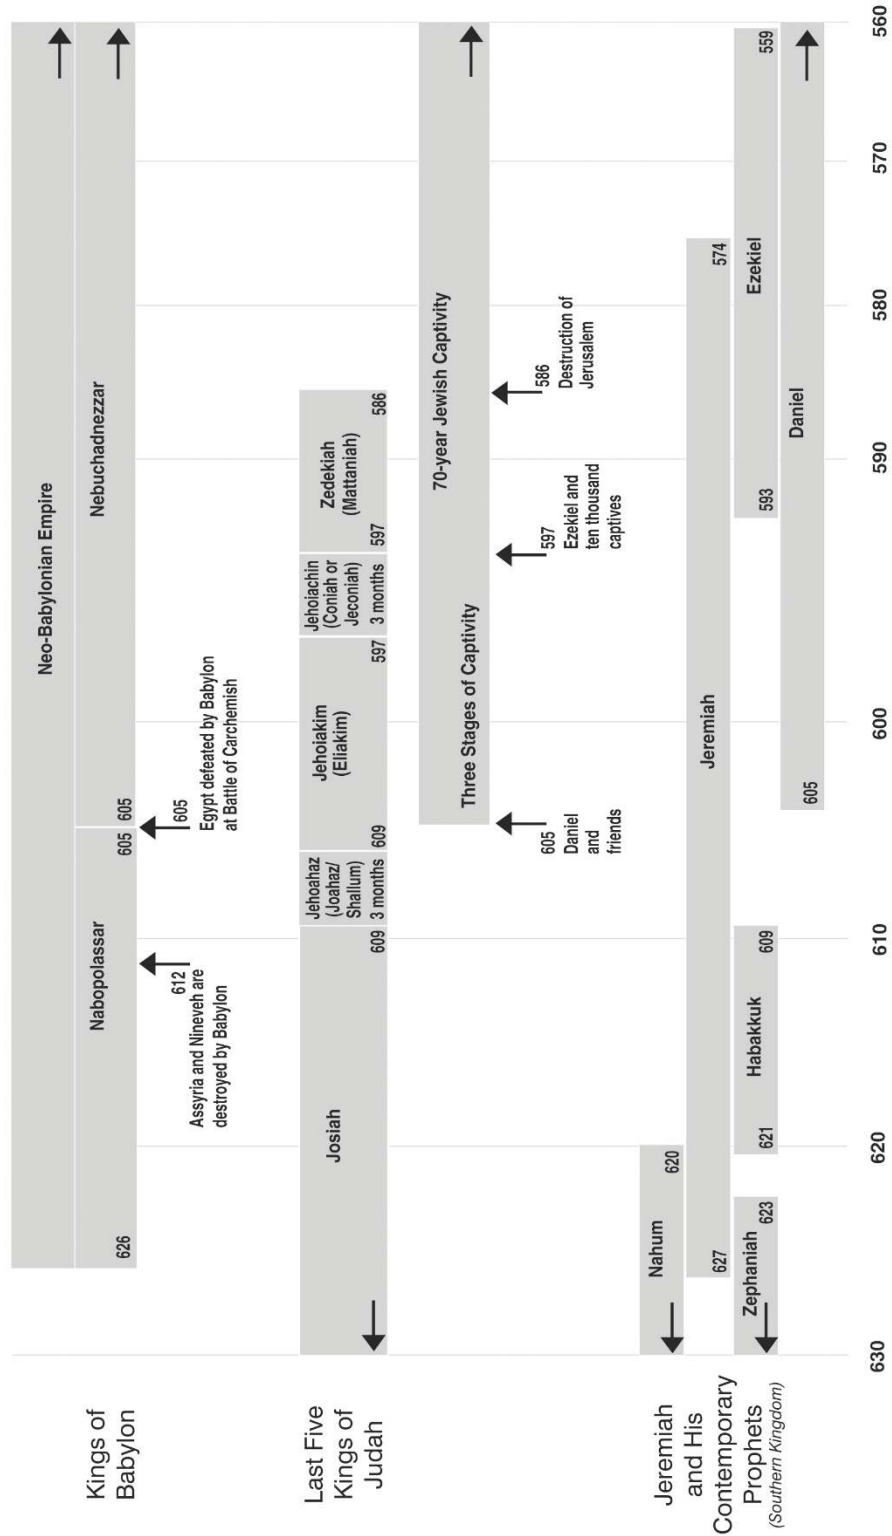 Kings of
Babylon
Neo-Babylonian Empire
626
Nabopolassar
605
605
Nebuchadnezzar
612
Assyria and Nineveh are
destroyed by Babylon
605
Egypt defeated by Babylon
at Battle of Carchemish
Last Five
Kings of
Judah
Josiah
609
Jehoahaz
(Joahaz/
Shallum)
3 months
609
Jehoiakim
(Eliakim)
597
Jehoiachin
(Coniah or
Jeconiah)
3 months
597
Zedekiah
(Mattaniah)
586
Three Stages of Captivity
70-year Jewish Captivity
605
Daniel
and
friends
597
Ezekiel and
ten thousand
captives
586
Destruction of
Jerusalem
Jeremiah
and His
Contemporary
Prophets
(Southern Kingdom)
Nahum
620
627
Jeremiah
574
Zephaniah
623
621
Habakkuk
609
593
Ezekiel
559
605
Daniel
630
620
610
600
590
580
570
560